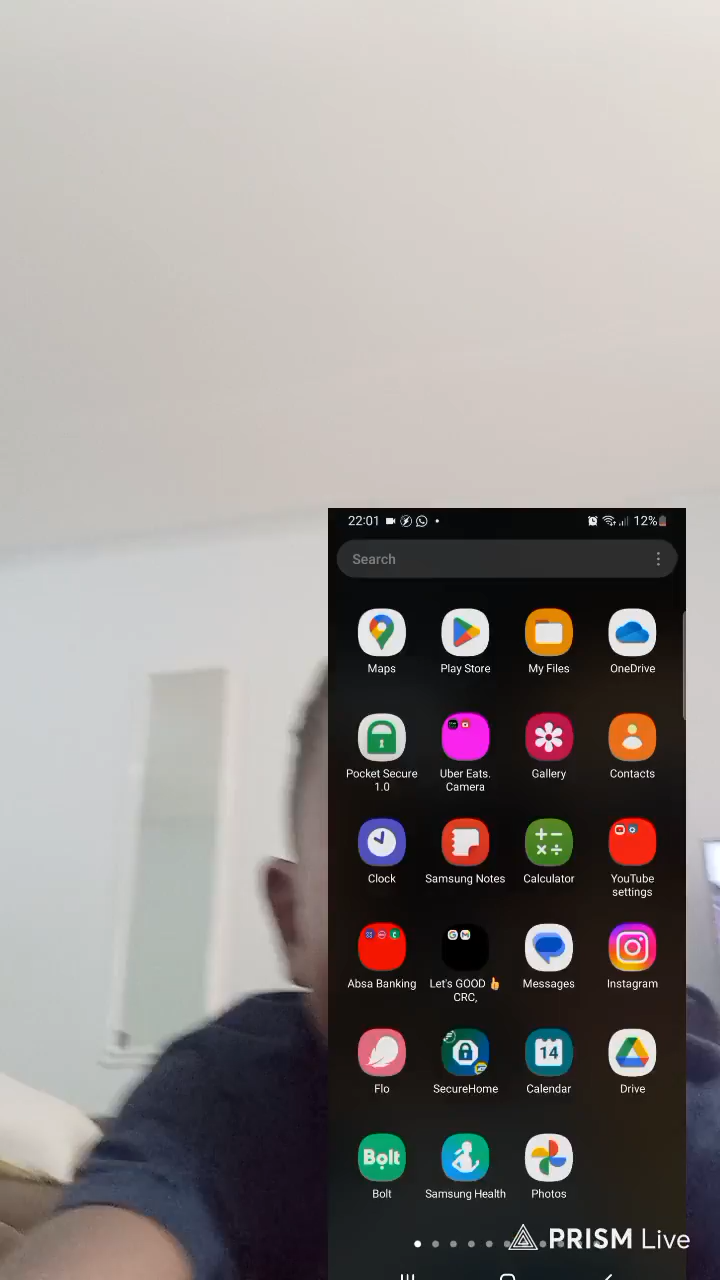 22:01
12%
Search
Maps
Play Store
My Files
OneDrive
Pocket Secure
1.0
Uber Eats.
Camera
Gallery
Contacts
Clock
Samsung Notes
Calculator
YouTube
settings
Absa Banking
Let's GOOD 👍
CRC,
Messages
Instagram
Flo
SecureHome
14
Calendar
Drive
Bolt
Bolt
Samsung Health
Photos
PRISM Live